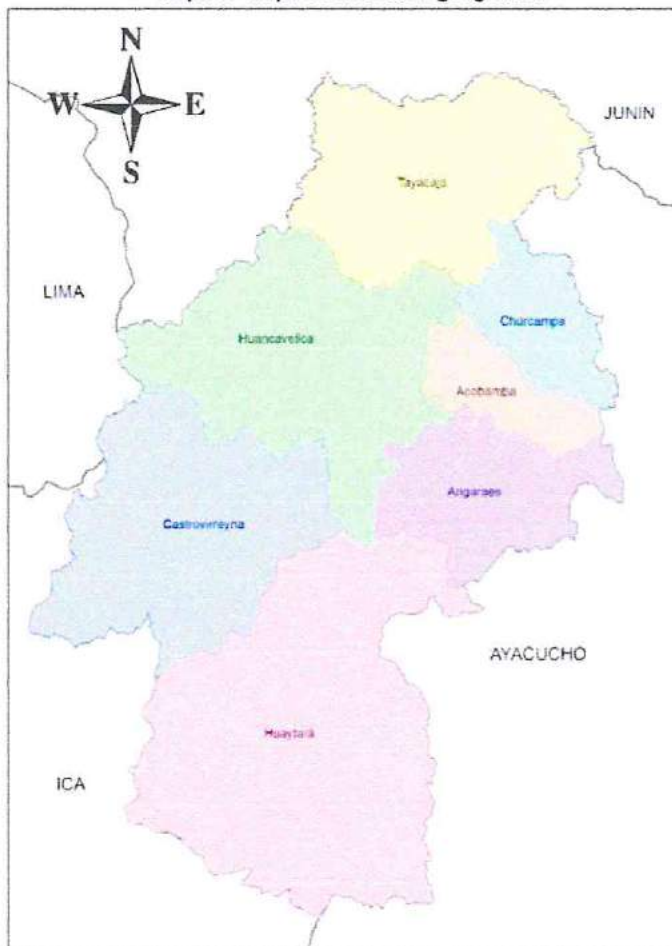 N
W E
S
JUNIN
Tayacaja
LIMA
Churcampa
Huancavelica
Acobamba
Angaraes
Castrovirreyna
AYACUCHO
Huaytará
ICA